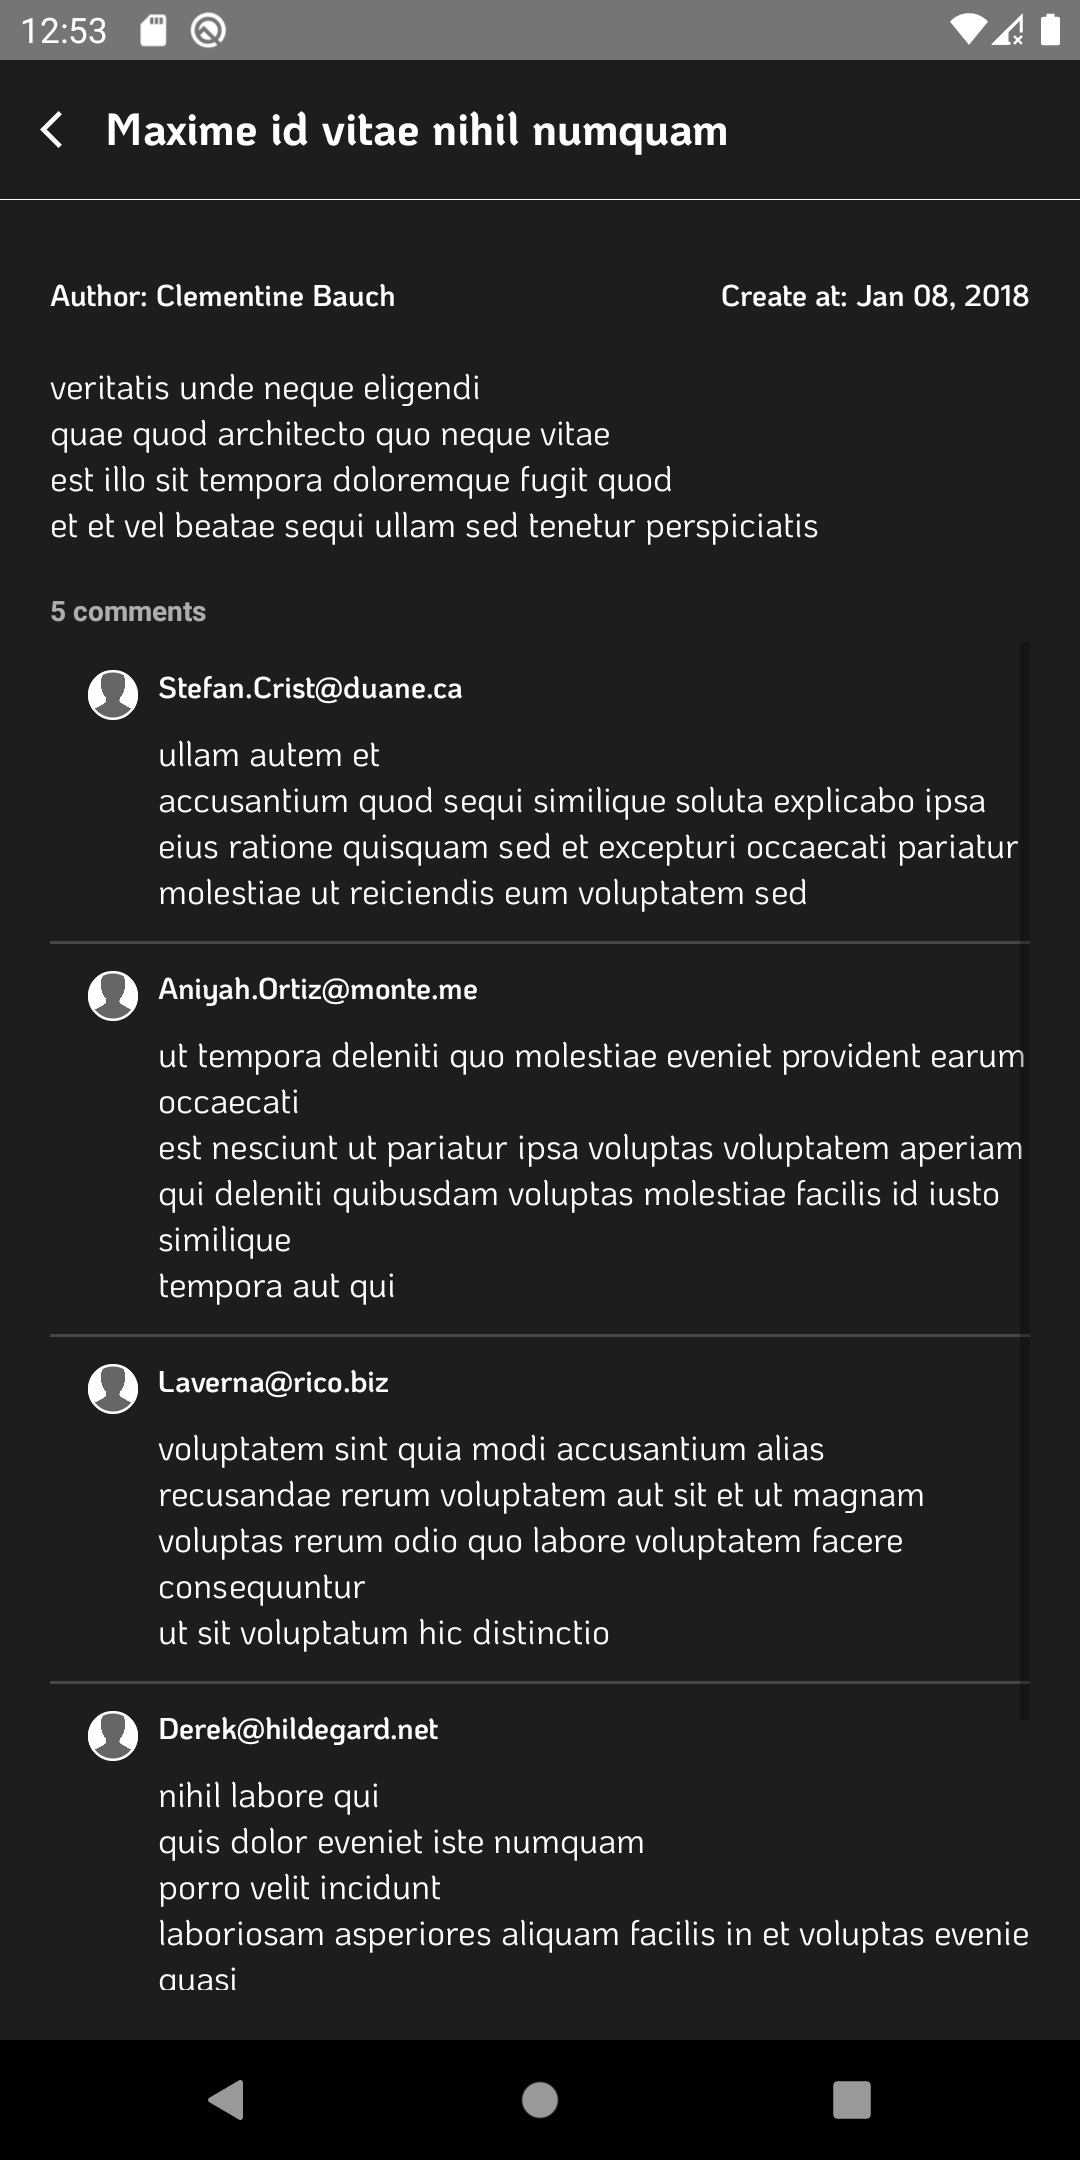 12:53
Maxime id vitae nihil numquam
Author: Clementine Bauch
Create at: Jan 08, 2018
veritatis unde neque eligendi
quae quod architecto quo neque vitae
est illo sit tempora doloremque fugit quod
et et vel beatae sequi ullam sed tenetur perspiciatis
5 comments
Stefan.Crist@duane.ca
ullam autem et
accusantium quod sequi similique soluta explicabo ipsa
eius ratione quisquam sed et excepturi occaecati pariatur
molestiae ut reiciendis eum voluptatem sed
Aniyah.Ortiz@monte.me
ut tempora deleniti quo molestiae eveniet provident earum
occaecati
est nesciunt ut pariatur ipsa voluptas voluptatem aperiam
qui deleniti quibusdam voluptas molestiae facilis id iusto
similique
tempora aut qui
Laverna@rico.biz
voluptatem sint quia modi accusantium alias
recusandae rerum voluptatem aut sit et ut magnam
voluptas rerum odio quo labore voluptatem facere
consequuntur
ut sit voluptatum hic distinctio
Derek@hildegard.net
nihil labore qui
quis dolor eveniet iste numquam
porro velit incidunt
laboriosam asperiores aliquam facilis in et voluptas evenie
quasi